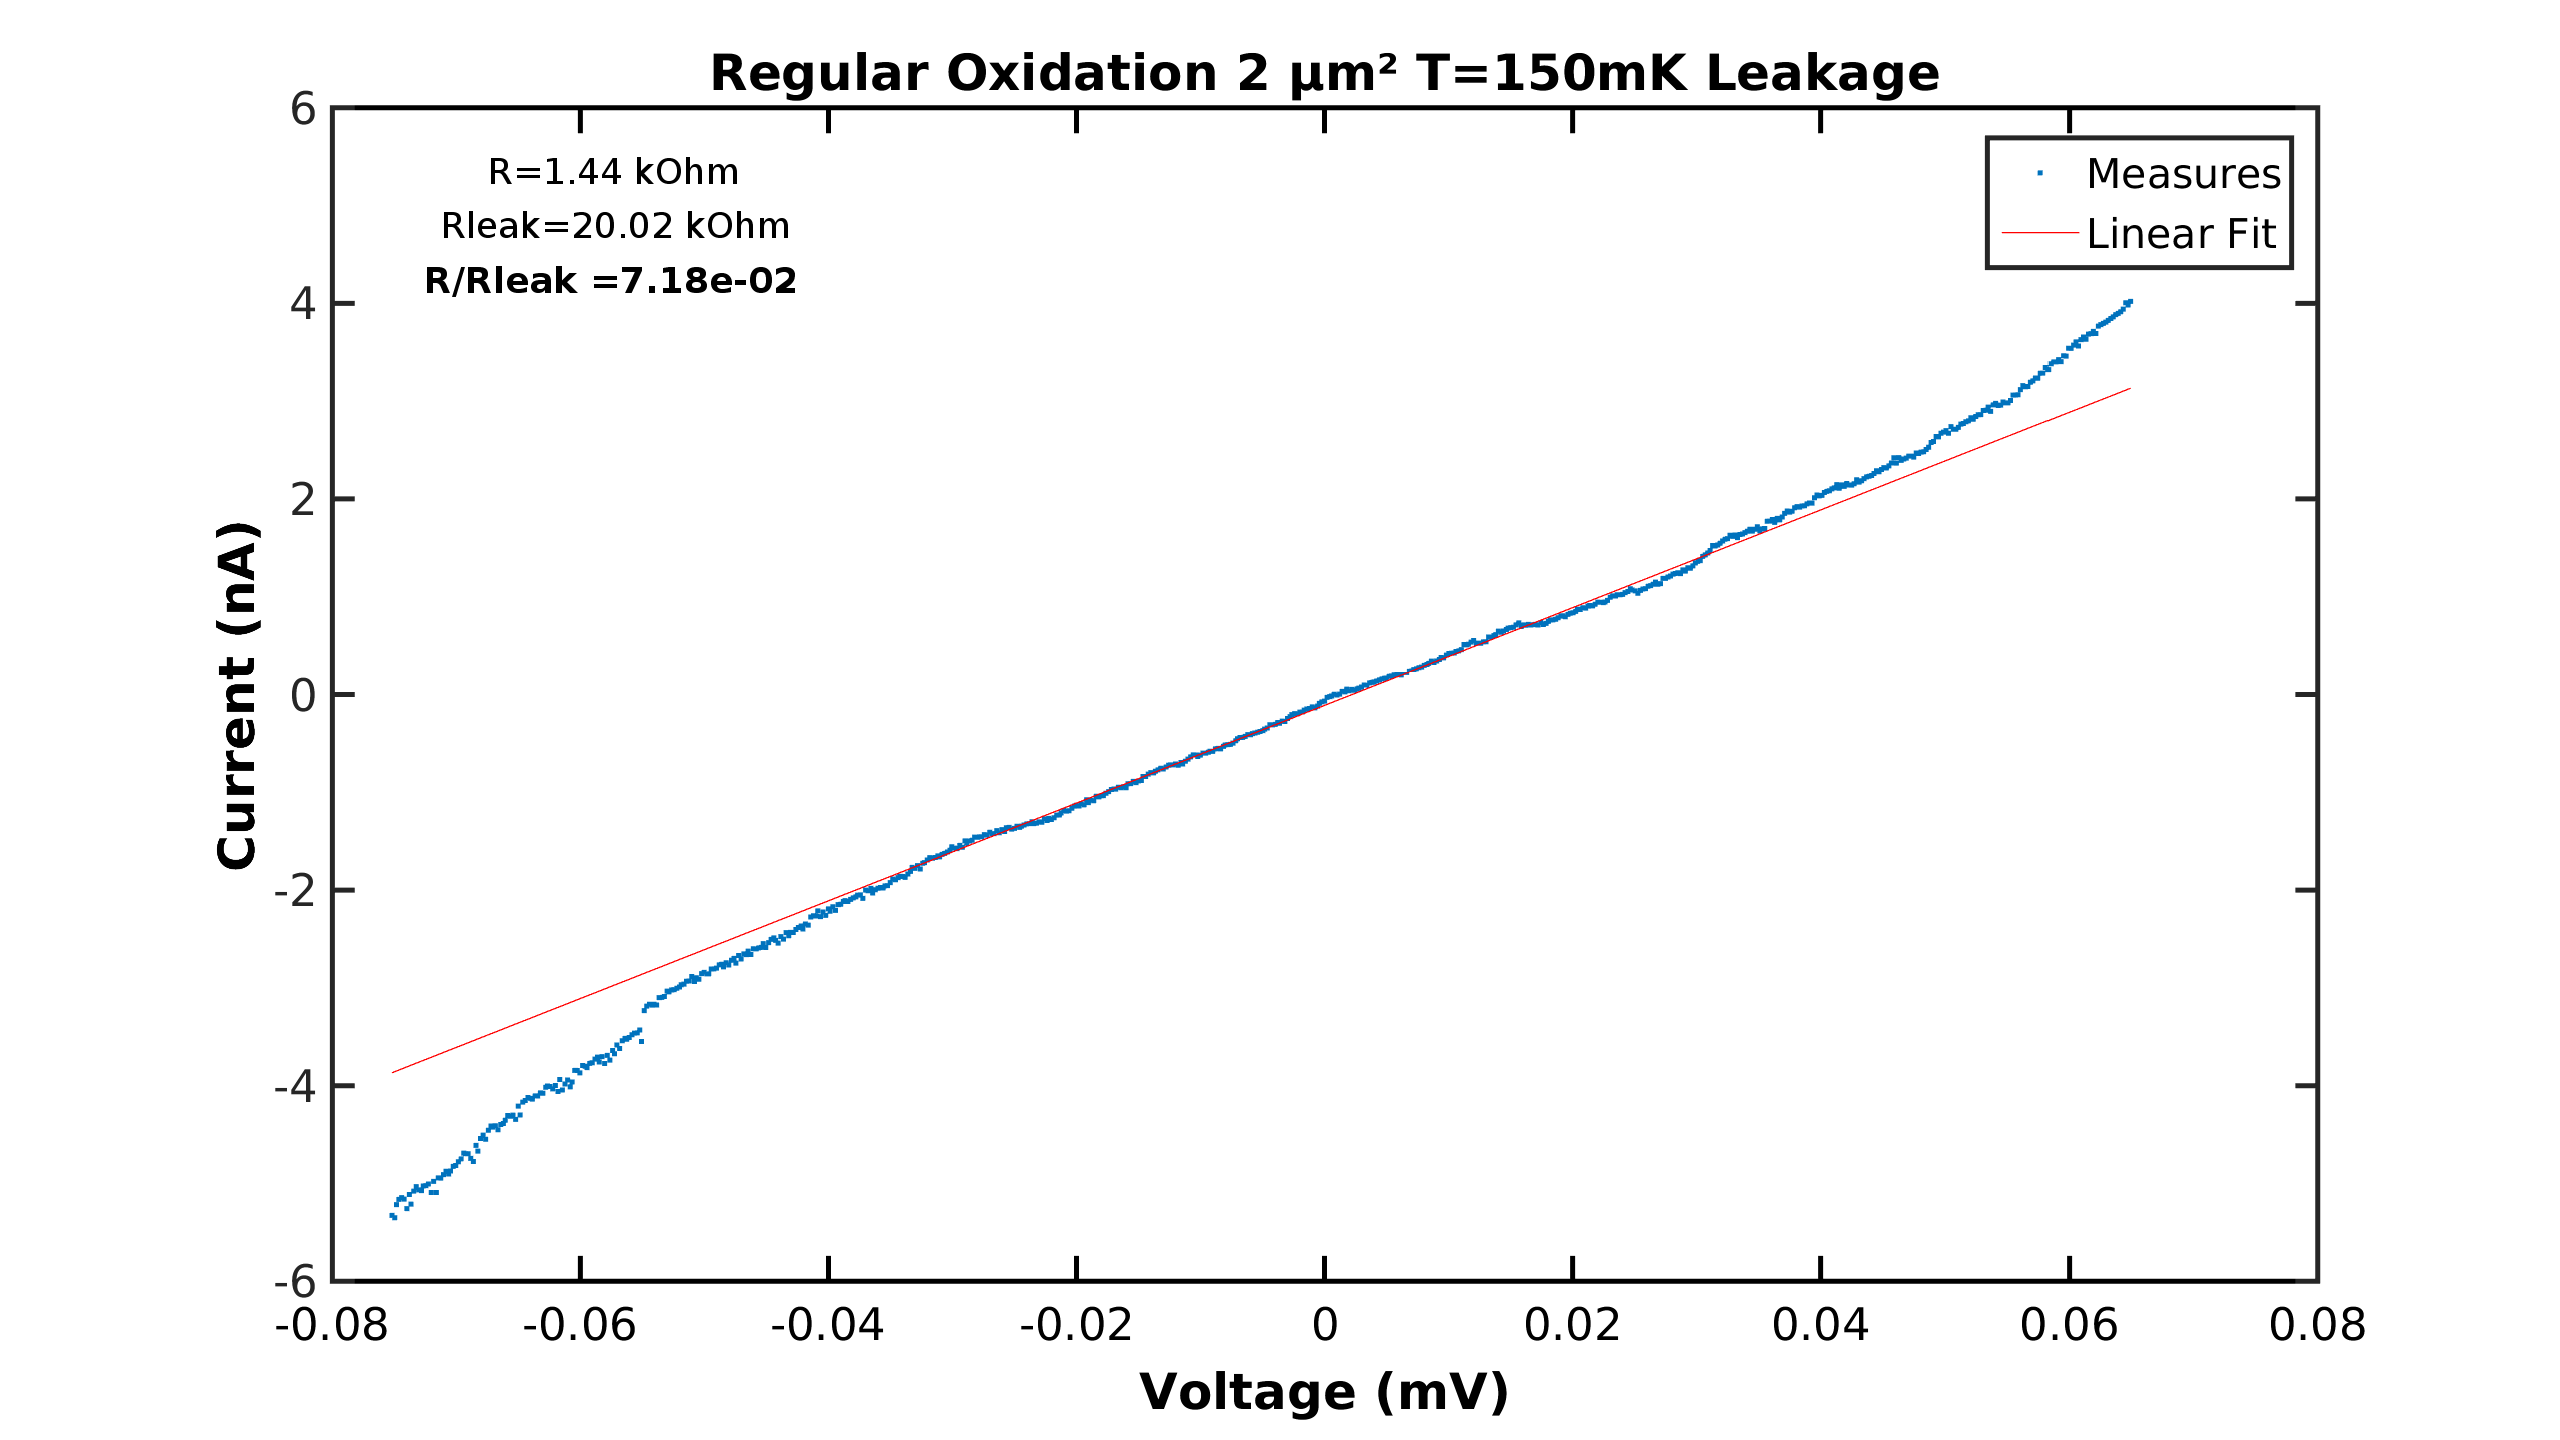 Regular Oxidation 2 µm² T=150mK Leakage
R=1.44 kOhm
Rleak=20.02 kOhm
R/Rleak =7.18e-02
Measures
Linear Fit
6
4
2
0
-2
-4
-6
Current (nA)
-0.08 -0.06 -0.04 -0.02 0 0.02 0.04 0.06 0.08
Voltage (mV)